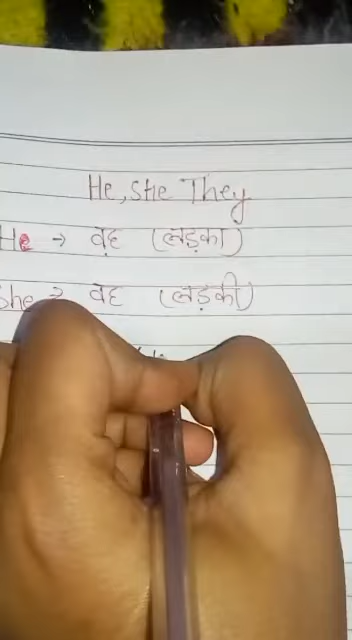 He, She They
He → वह (लड़का)
She → वह (लड़की)